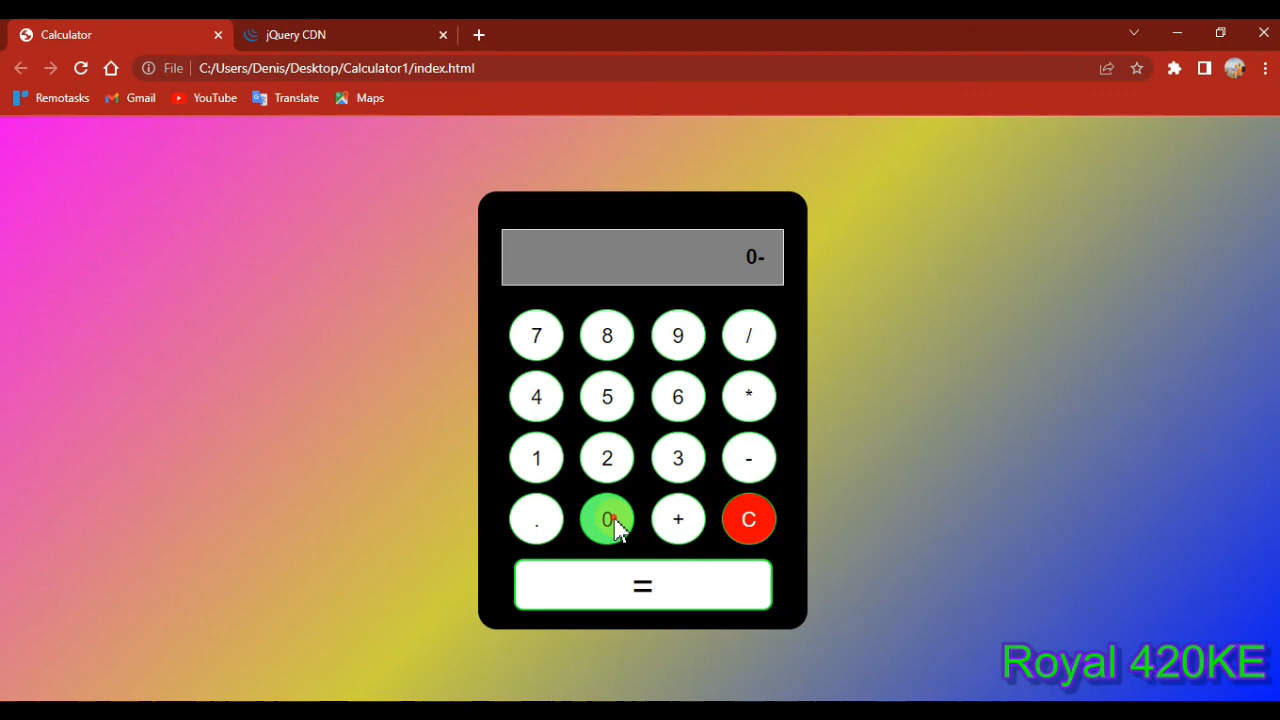 Calculator
jQuery CDN
File C:/Users/Denis/Desktop/Calculator1/index.html
Remotasks Gmail YouTube Translate Maps
0-
7 8 9 /
4 5 6 *
1 2 3 -
. 0 + C
=
Royal 420KE